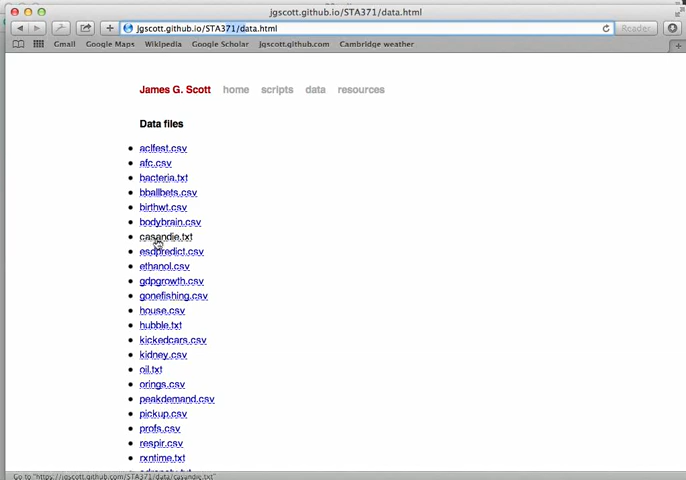 jgscott.github.io/STA371/data.html
jgscott.github.io/STA371/data.html
Reader
Gmail Google Maps Wikipedia Google Scholar jgscott.github.com Cambridge weather
James G. Scott home scripts data resources
Data files
aclfest.csv
afc.csv
bacteria.txt
bballbets.csv
birthwt.csv
bodybrain.csv
casandie.txt
esdpredict.csv
ethanol.csv
gdpgrowth.csv
gonefishing.csv
house.csv
hubble.txt
kickedcars.csv
kidney.csv
oil.txt
orings.csv
peakdemand.csv
pickup.csv
profs.csv
respir.csv
rxntime.txt
Go to "https://jgscott.github.com/STA371/data/casandie.txt"